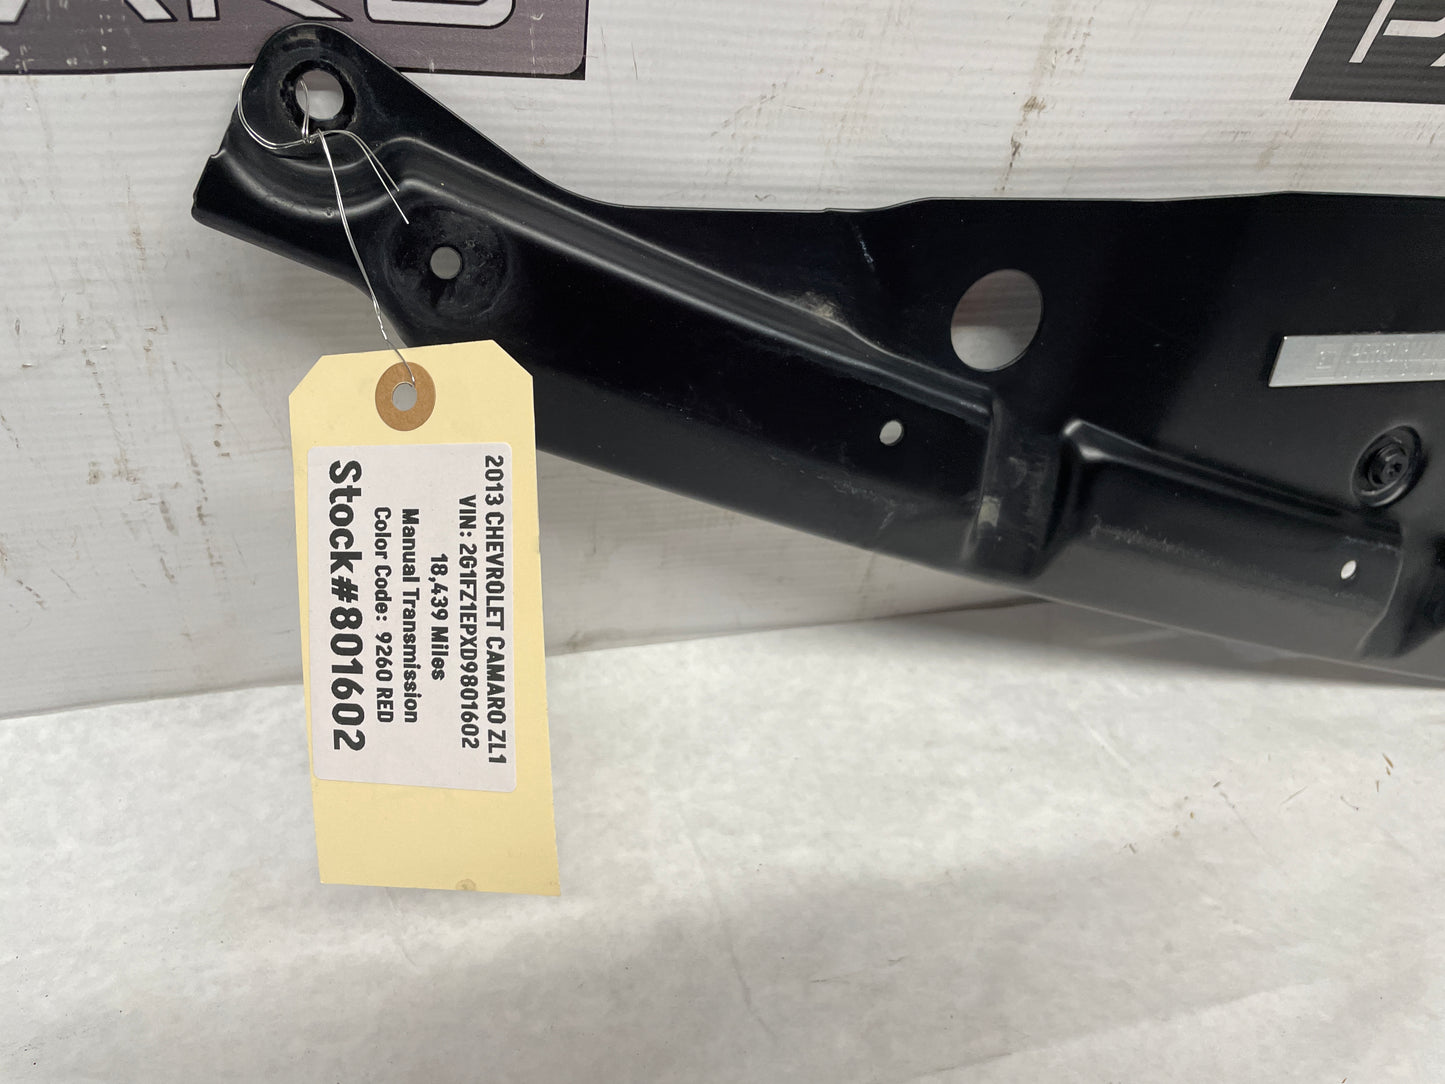 2013 CHEVROLET CAMARO ZL1
VIN: 2G1FZ1EPXD9801602
18,439 Miles
Manual Transmission
Color Code: 9260 RED
Stock#801602